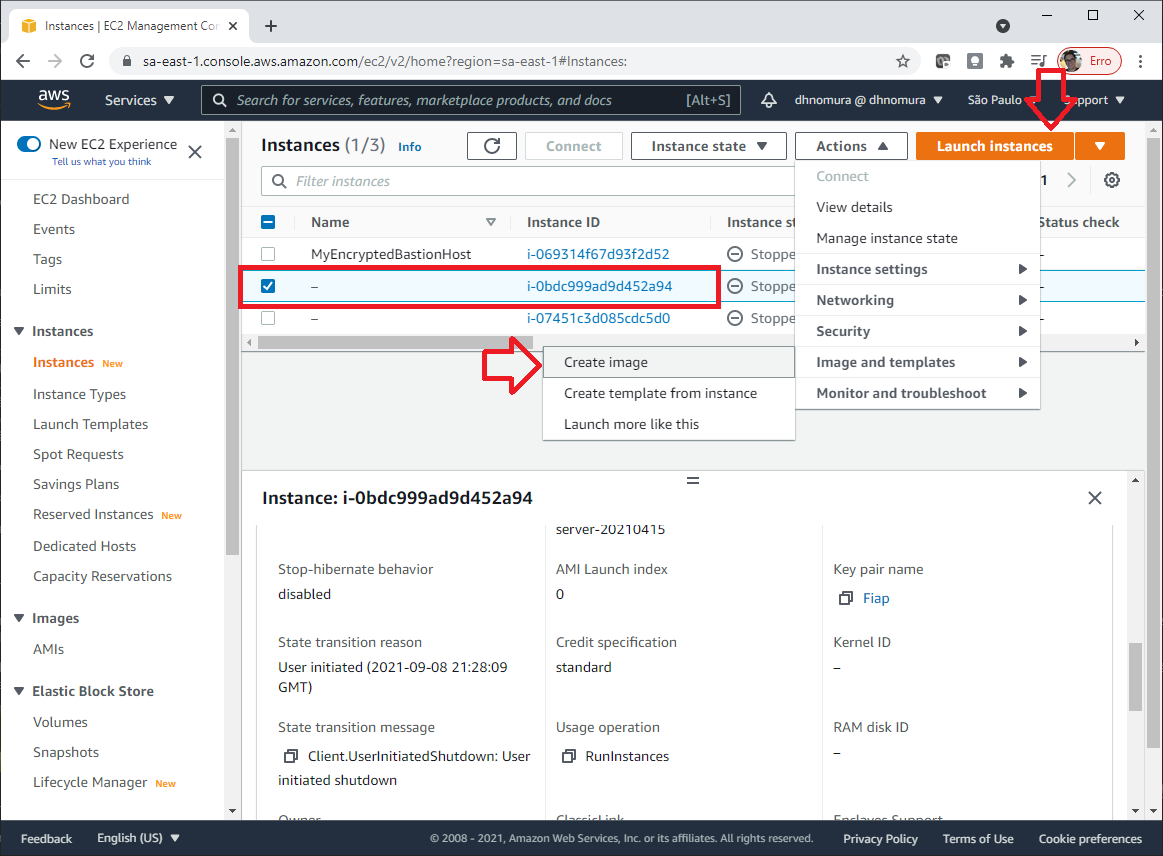 Instances | EC2 Management Con
sa-east-1.console.aws.amazon.com/ec2/v2/home?region=sa-east-1#Instances:
Erro
aws
Services
Search for services, features, marketplace products, and docs
[Alt+S]
dhnomura @ dhnomura
São Paulo
Support
New EC2 Experience
Tell us what you think
EC2 Dashboard
Events
Tags
Limits
Instances
Instances New
Instance Types
Launch Templates
Spot Requests
Savings Plans
Reserved Instances New
Dedicated Hosts
Capacity Reservations
Images
AMIs
Elastic Block Store
Volumes
Snapshots
Lifecycle Manager New
Instances (1/3) Info
Connect
Instance state
Actions
Launch instances
Filter instances
1
Name
Instance ID
Instance st
Status check
MyEncryptedBastionHost
i-069314f67d93f2d52
Stoppe
–
–
i-0bdc999ad9d452a94
Stoppe
–
–
i-07451c3d085cdc5d0
Stoppe
–
Connect
View details
Manage instance state
Instance settings
Networking
Security
Image and templates
Monitor and troubleshoot
Create image
Create template from instance
Launch more like this
Instance: i-0bdc999ad9d452a94
server-20210415
Stop-hibernate behavior
disabled
AMI Launch index
0
Key pair name
Fiap
State transition reason
User initiated (2021-09-08 21:28:09
GMT)
Credit specification
standard
Kernel ID
–
State transition message
Client.UserInitiatedShutdown: User
initiated shutdown
Usage operation
RunInstances
RAM disk ID
–
Owner
ClassicLink
Enclaves Support
Feedback
English (US)
© 2008 - 2021, Amazon Web Services, Inc. or its affiliates. All rights reserved.
Privacy Policy
Terms of Use
Cookie preferences